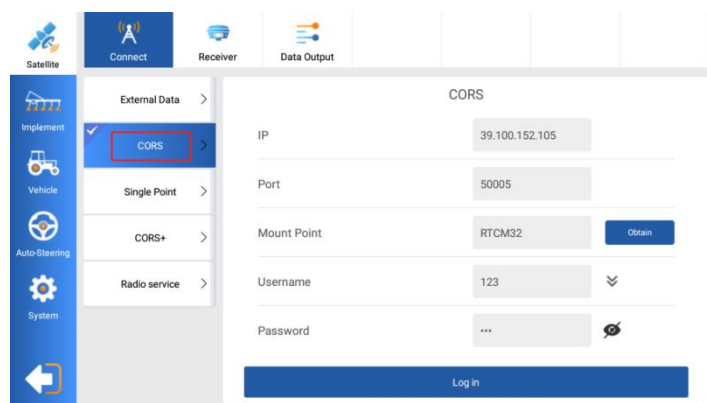 Satellite
Connect
Receiver
Data Output
Implement
Vehicle
Auto-Steering
System
External Data
CORS
Single Point
CORS+
Radio service
CORS
IP
39.100.152.105
Port
50005
Mount Point
RTCM32
Obtain
Username
123
Password
•••
Log in